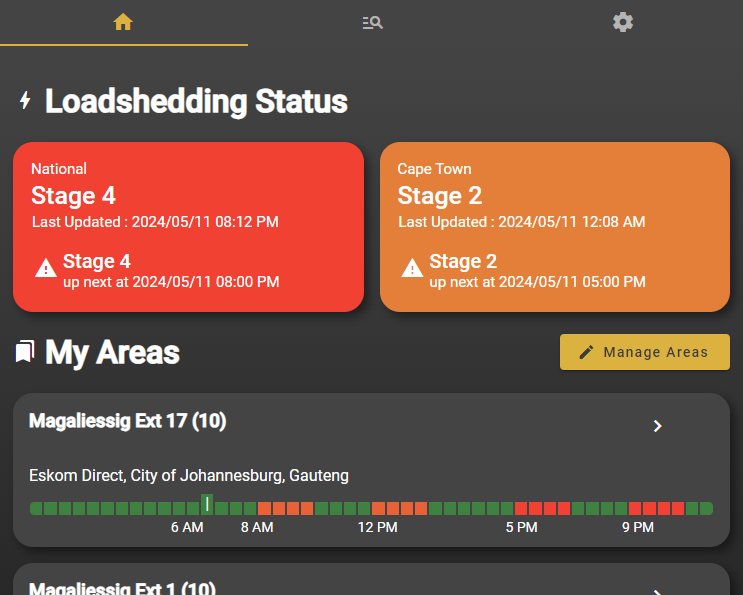 Loadshedding Status
National
Stage 4
Last Updated : 2024/05/11 08:12 PM
Stage 4
up next at 2024/05/11 08:00 PM
Cape Town
Stage 2
Last Updated : 2024/05/11 12:08 AM
Stage 2
up next at 2024/05/11 05:00 PM
My Areas
Manage Areas
Magaliessig Ext 17 (10)
Eskom Direct, City of Johannesburg, Gauteng
6 AM 8 AM 12 PM 5 PM 9 PM
Magaliessig Ext 1 (10)